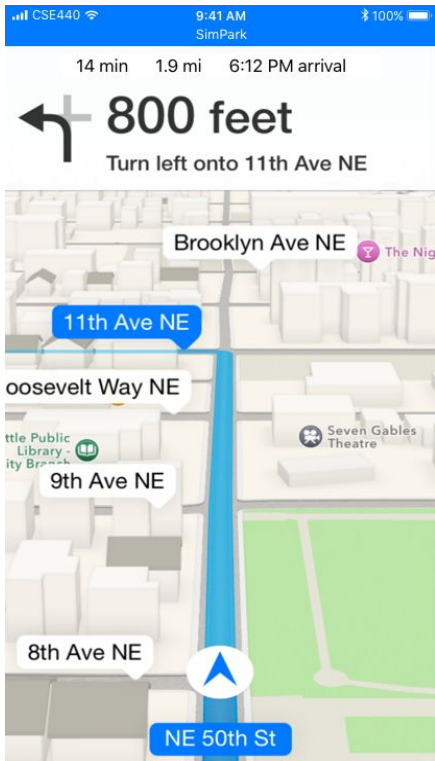 CSE440
9:41 AM
100%
SimPark
14 min 1.9 mi 6:12 PM arrival
800 feet
Turn left onto 11th Ave NE
Brooklyn Ave NE
The Nig
11th Ave NE
oosevelt Way NE
Seven Gables
Theatre
ttle Public
Library -
ity Branch
9th Ave NE
8th Ave NE
NE 50th St